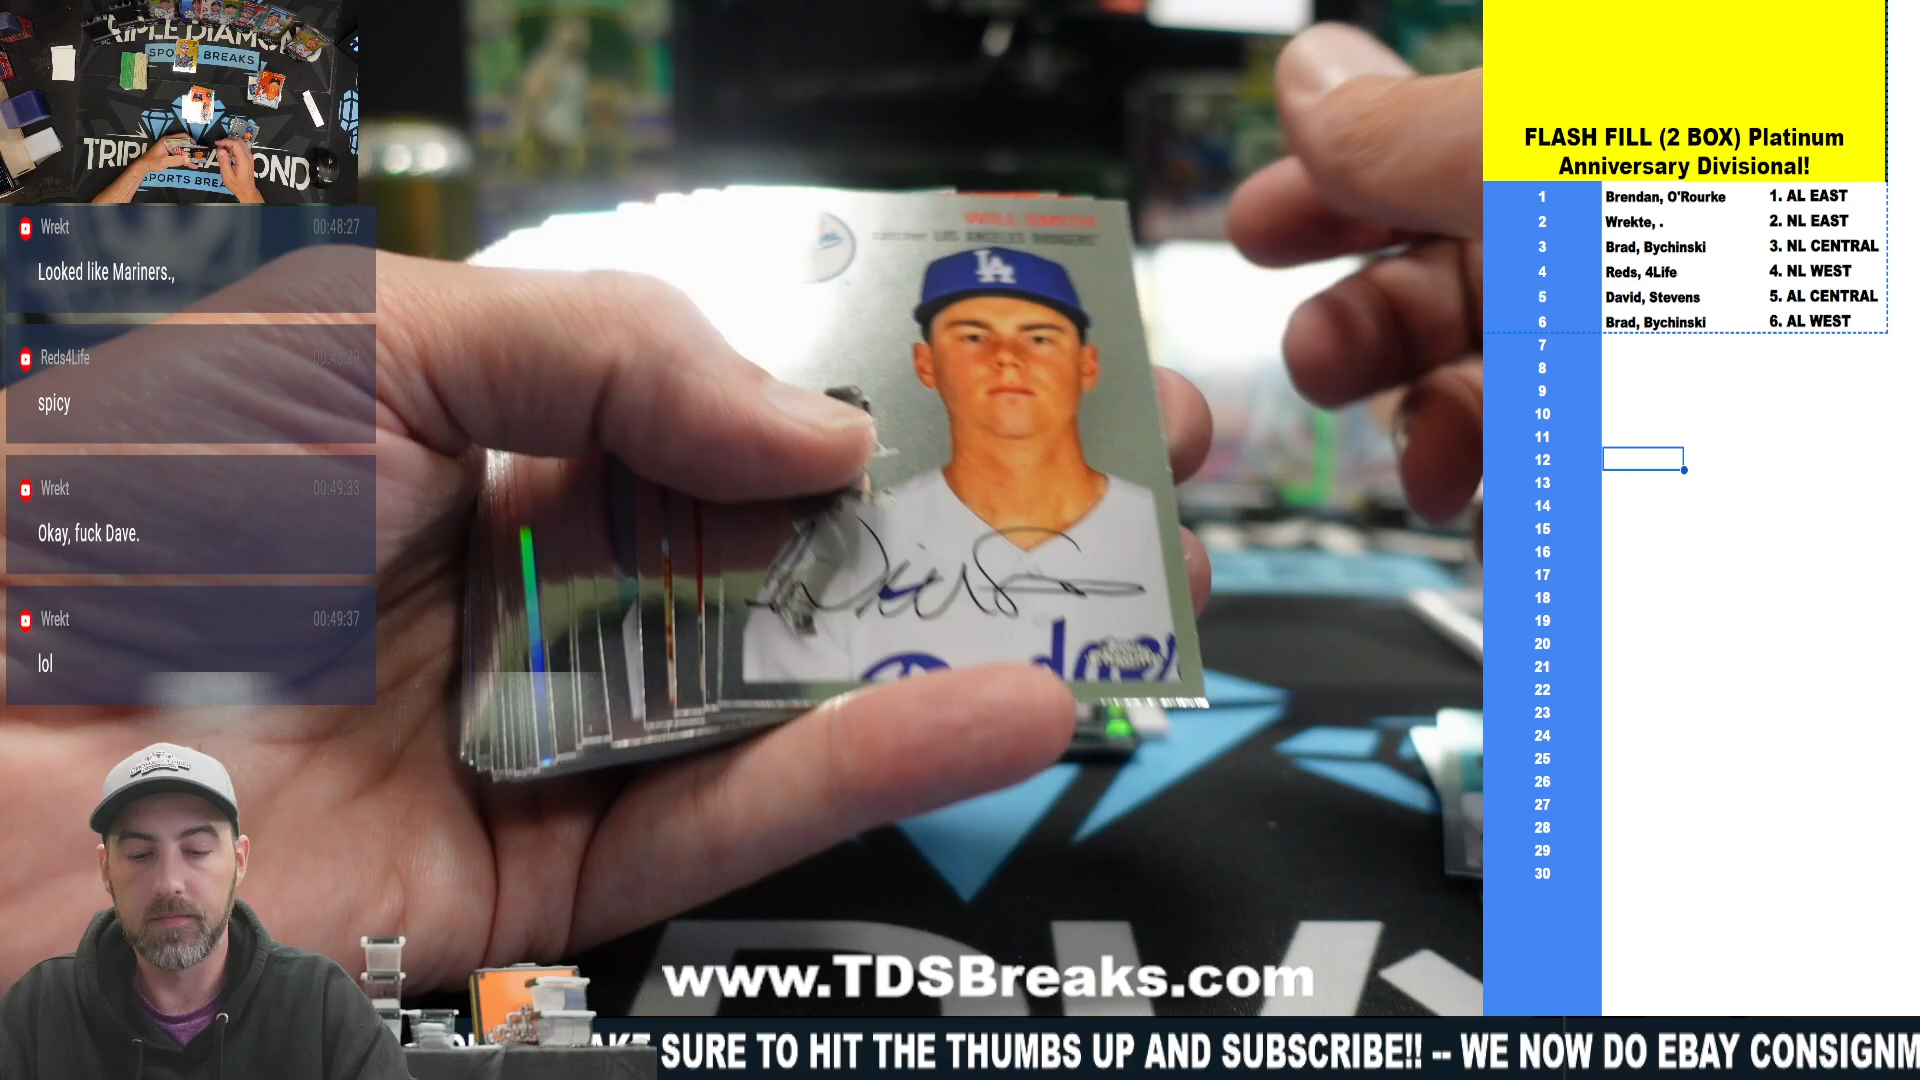 TRIPLE DIAMOND
SPORTS BREAKS
TRIPLE DIAMOND
SPORTS BREAKS
Wrekt 00:48:27
Looked like Mariners.,
Reds4Life
spicy
Wrekt 00:49:33
Okay, fuck Dave.
Wrekt 00:49:37
lol
WILL SMITH
catcher LOS ANGELES DODGERS
LA
Dodgers
www.TDSBreaks.com
SURE TO HIT THE THUMBS UP AND SUBSCRIBE!! -- WE NOW DO EBAY CONSIGNM
FLASH FILL (2 BOX) Platinum
Anniversary Divisional!
1 Brendan, O'Rourke 1. AL EAST
2 Wrekte, . 2. NL EAST
3 Brad, Bychinski 3. NL CENTRAL
4 Reds, 4Life 4. NL WEST
5 David, Stevens 5. AL CENTRAL
6 Brad, Bychinski 6. AL WEST
7
8
9
10
11
12
13
14
15
16
17
18
19
20
21
22
23
24
25
26
27
28
29
30